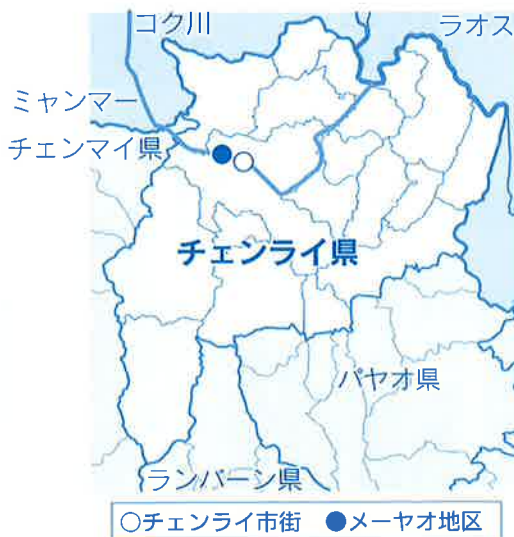 コク川
ラオス
ミャンマー
チェンマイ県
チェンライ県
パヤオ県
ランパーン県
○チェンライ市街 ●メーヤオ地区